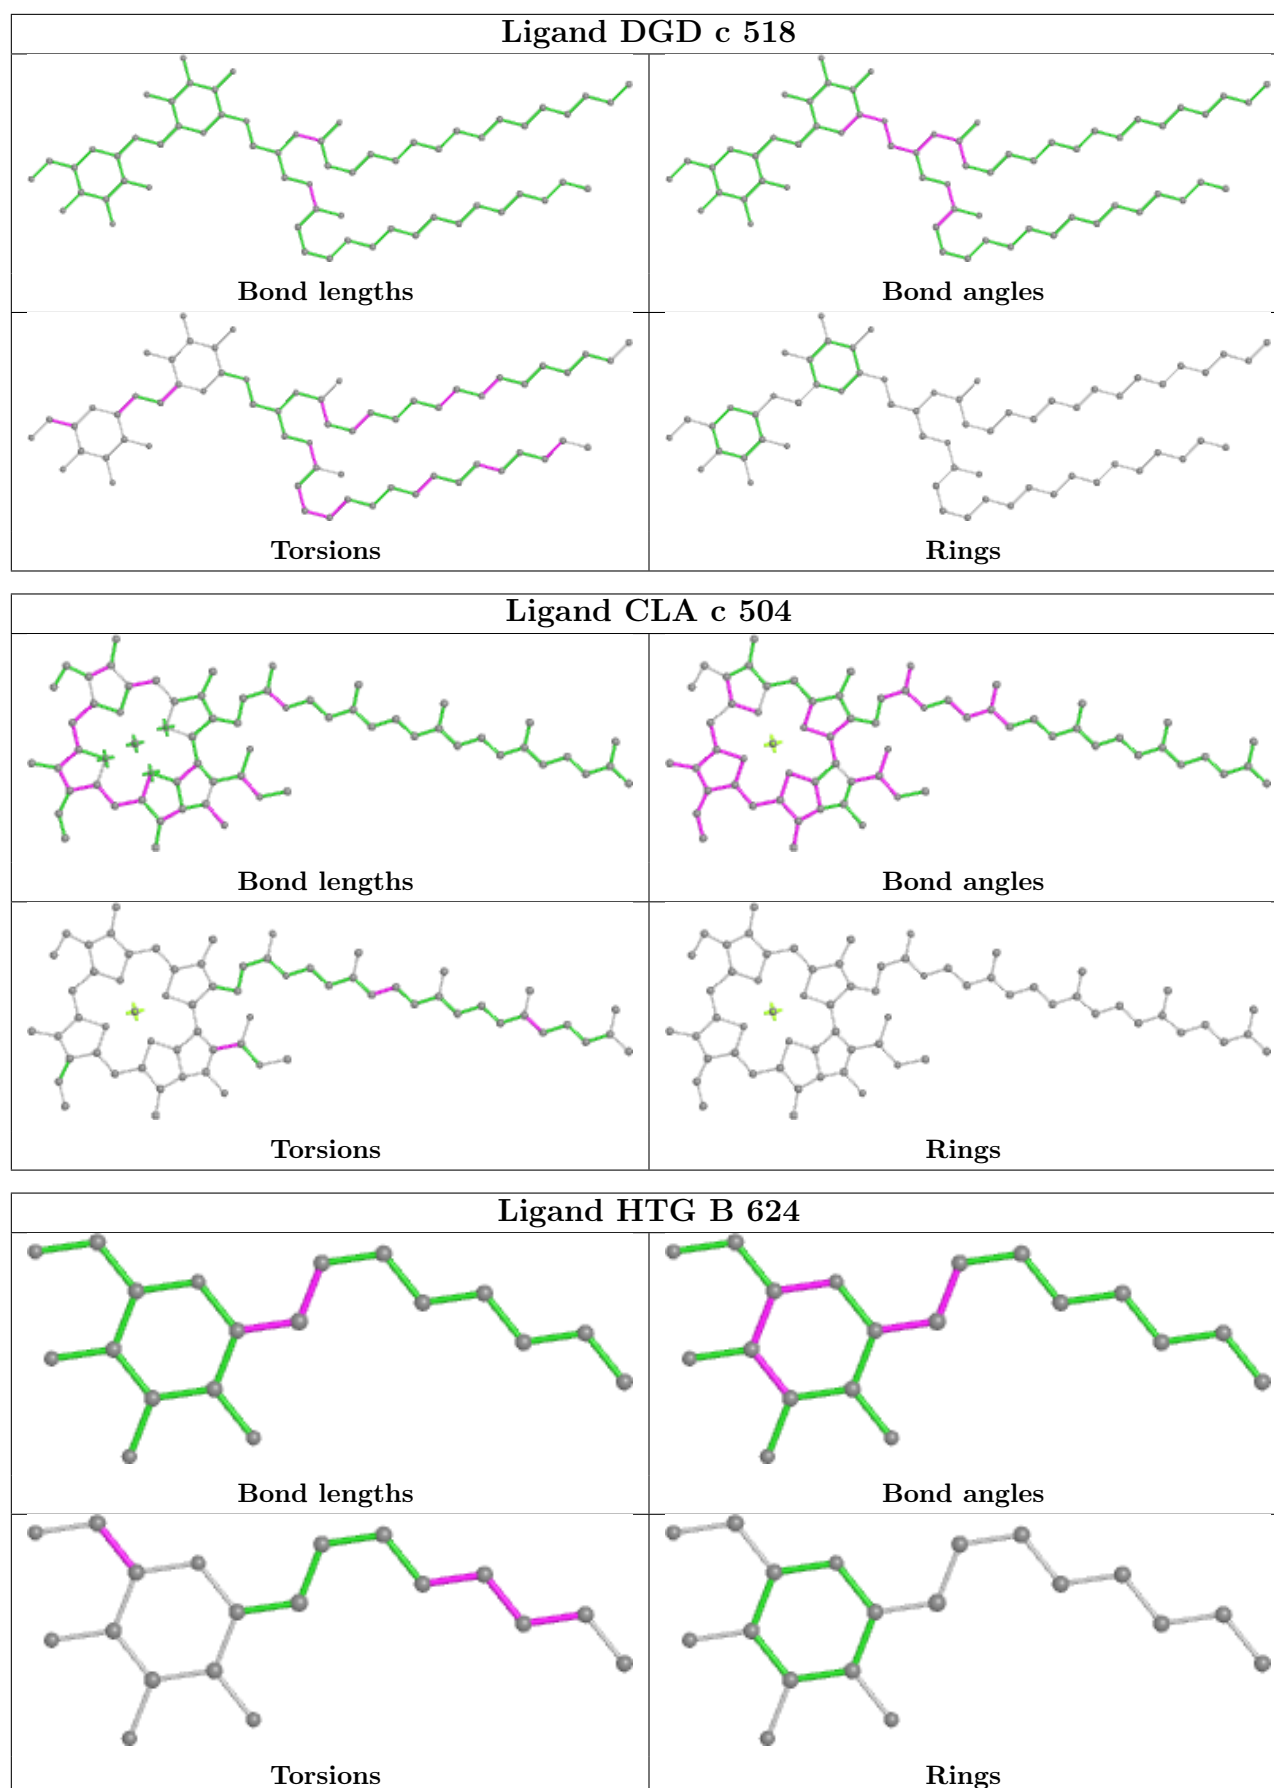 Ligand DGD c 518
Bond lengths
Bond angles
Torsions
Rings
Ligand CLA c 504
Bond lengths
Bond angles
Torsions
Rings
Ligand HTG B 624
Bond lengths
Bond angles
Torsions
Rings